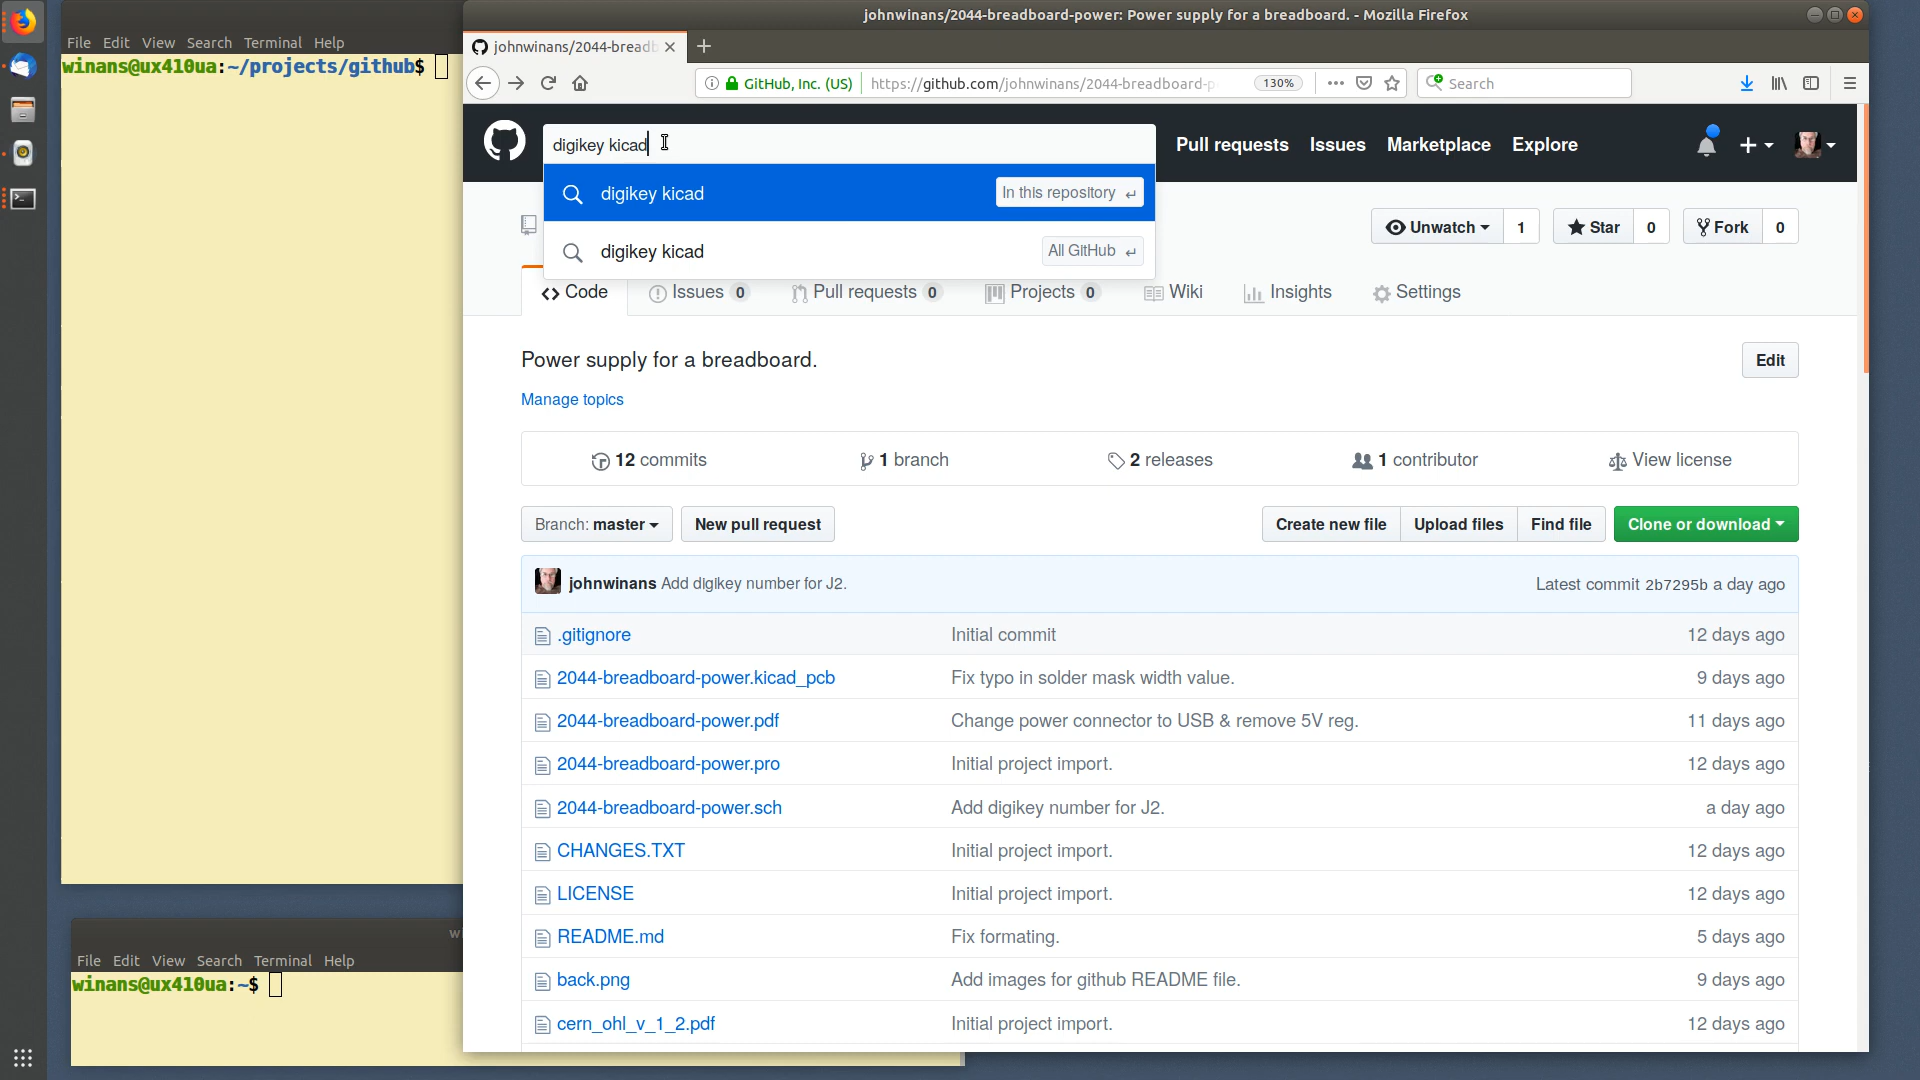 File Edit View Search Terminal Help
winans@ux410ua:~/projects/github$
johnwinans/2044-breadboard-power: Power supply for a breadboard. - Mozilla Firefox
johnwinans/2044-breadb
GitHub, Inc. (US)
https://github.com/johnwinans/2044-breadboard-p
130%
Search
digikey kicad
Pull requests Issues Marketplace Explore
digikey kicad In this repository
digikey kicad All GitHub
Unwatch 1 Star 0 Fork 0
Code Issues 0 Pull requests 0 Projects 0 Wiki Insights Settings
Power supply for a breadboard.
Edit
Manage topics
12 commits 1 branch 2 releases 1 contributor View license
Branch: master New pull request Create new file Upload files Find file Clone or download
johnwinans Add digikey number for J2. Latest commit 2b7295b a day ago
.gitignore Initial commit 12 days ago
2044-breadboard-power.kicad_pcb Fix typo in solder mask width value. 9 days ago
2044-breadboard-power.pdf Change power connector to USB & remove 5V reg. 11 days ago
2044-breadboard-power.pro Initial project import. 12 days ago
2044-breadboard-power.sch Add digikey number for J2. a day ago
CHANGES.TXT Initial project import. 12 days ago
LICENSE Initial project import. 12 days ago
README.md Fix formating. 5 days ago
back.png Add images for github README file. 9 days ago
cern_ohl_v_1_2.pdf Initial project import. 12 days ago
w
File Edit View Search Terminal Help
winans@ux410ua:~$